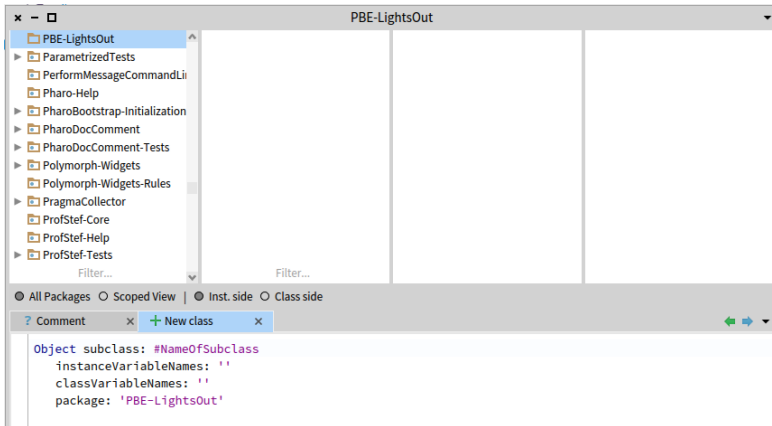 PBE-LightsOut
PBE-LightsOut
ParametrizedTests
PerformMessageCommandLi
Pharo-Help
PharoBootstrap-Initialization
PharoDocComment
PharoDocComment-Tests
Polymorph-Widgets
Polymorph-Widgets-Rules
PragmaCollector
ProfStef-Core
ProfStef-Help
ProfStef-Tests
Filter... Filter...
All Packages Scoped View | Inst. side Class side
? Comment x New class x
Object subclass: #NameOfSubclass
instanceVariableNames: ''
classVariableNames: ''
package: 'PBE-LightsOut'